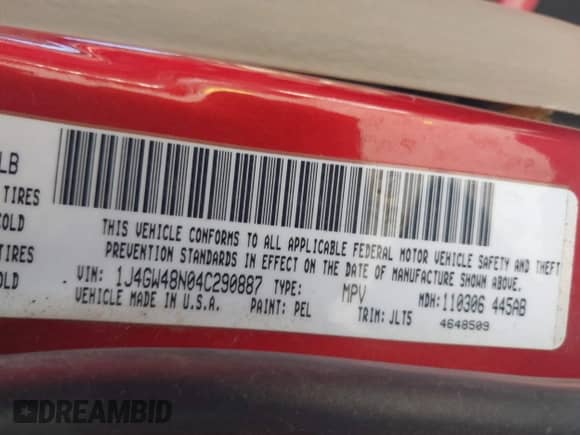 LB
TIRES
COLD
TIRES
COLD
THIS VEHICLE CONFORMS TO ALL APPLICABLE FEDERAL MOTOR VEHICLE SAFETY AND THEFT
PREVENTION STANDARDS IN EFFECT ON THE DATE OF MANUFACTURE SHOWN ABOVE.
VIN: 1J4GW48N04C290887 TYPE: MPV MDH: 110306 445AB
VEHICLE MADE IN U.S.A. PAINT: PEL TRIM: JLT5 4648509
DREAMBID